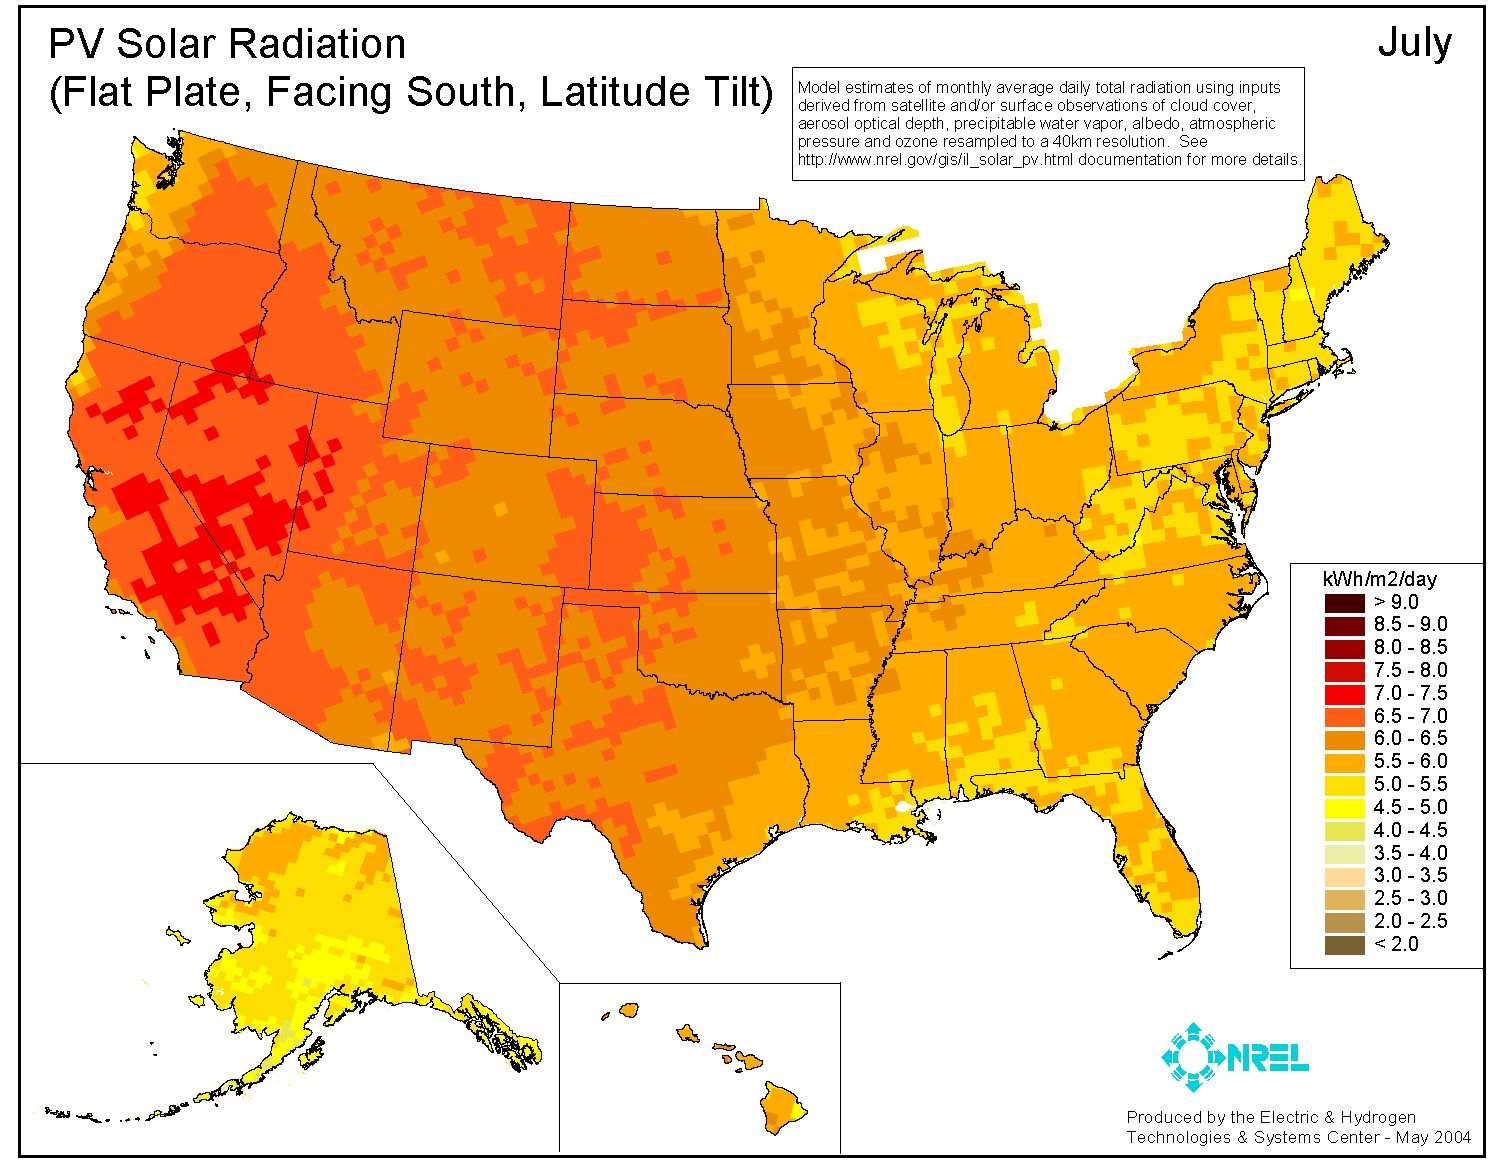 PV Solar Radiation
(Flat Plate, Facing South, Latitude Tilt)
July
Model estimates of monthly average daily total radiation using inputs
derived from satellite and/or surface observations of cloud cover,
aerosol optical depth, precipitable water vapor, albedo, atmospheric
pressure and ozone resampled to a 40km resolution. See
http://www.nrel.gov/gis/il_solar_pv.html documentation for more details.
kWh/m2/day
> 9.0
8.5 - 9.0
8.0 - 8.5
7.5 - 8.0
7.0 - 7.5
6.5 - 7.0
6.0 - 6.5
5.5 - 6.0
5.0 - 5.5
4.5 - 5.0
4.0 - 4.5
3.5 - 4.0
3.0 - 3.5
2.5 - 3.0
2.0 - 2.5
< 2.0
NREL
Produced by the Electric & Hydrogen
Technologies & Systems Center - May 2004